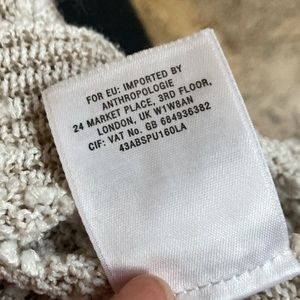 FOR EU: IMPORTED BY
ANTHROPOLOGIE
24 MARKET PLACE, 3RD FLOOR,
LONDON, UK W1W8AN
CIF: VAT No. GB 684936382
43ABSPU160LA